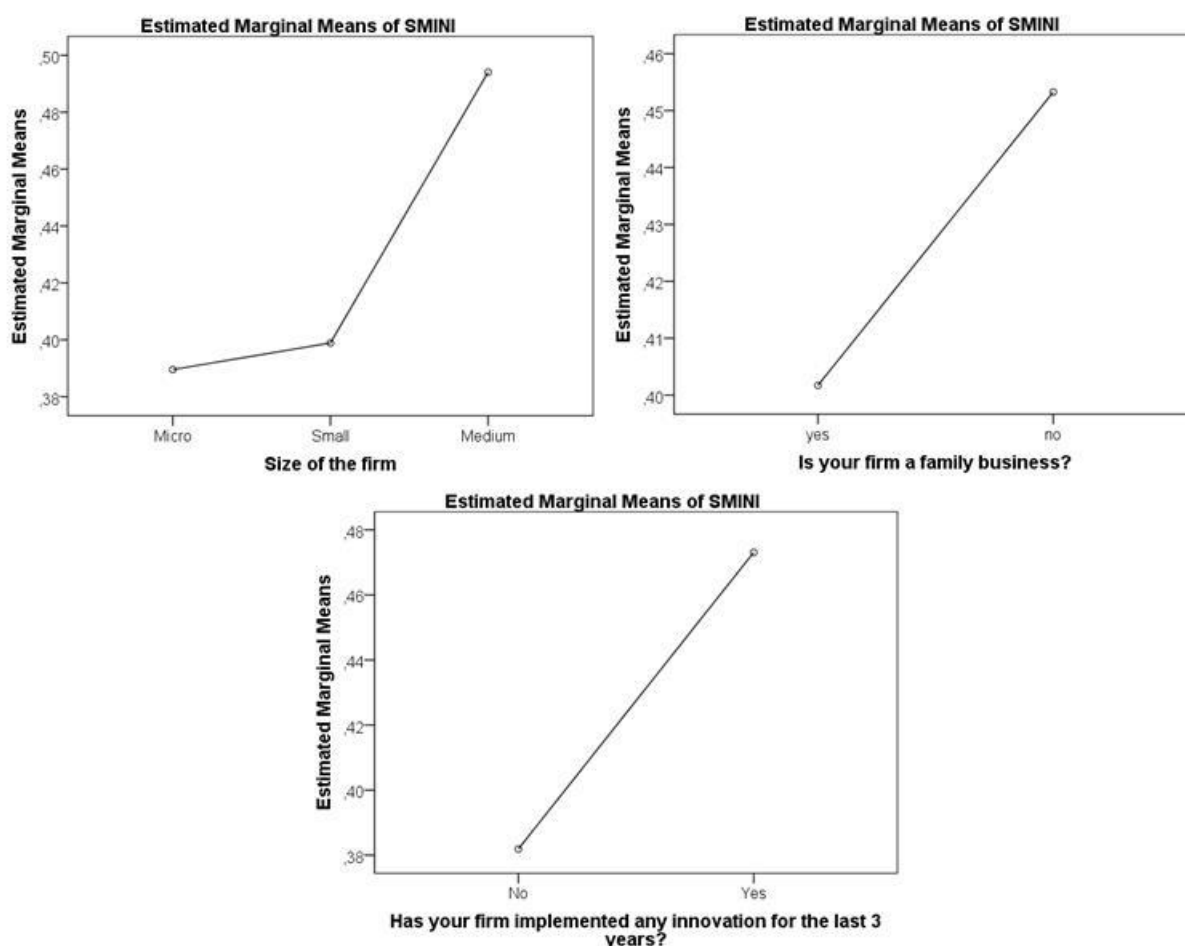 Estimated Marginal Means of SMINI
Estimated Marginal Means
,50
,48
,46
,44
,42
,40
,38
Micro Small Medium
Size of the firm
Estimated Marginal Means of SMINI
Estimated Marginal Means
,46
,45
,44
,43
,42
,41
,40
yes no
Is your firm a family business?
Estimated Marginal Means of SMINI
Estimated Marginal Means
,48
,46
,44
,42
,40
,38
No Yes
Has your firm implemented any innovation for the last 3
years?